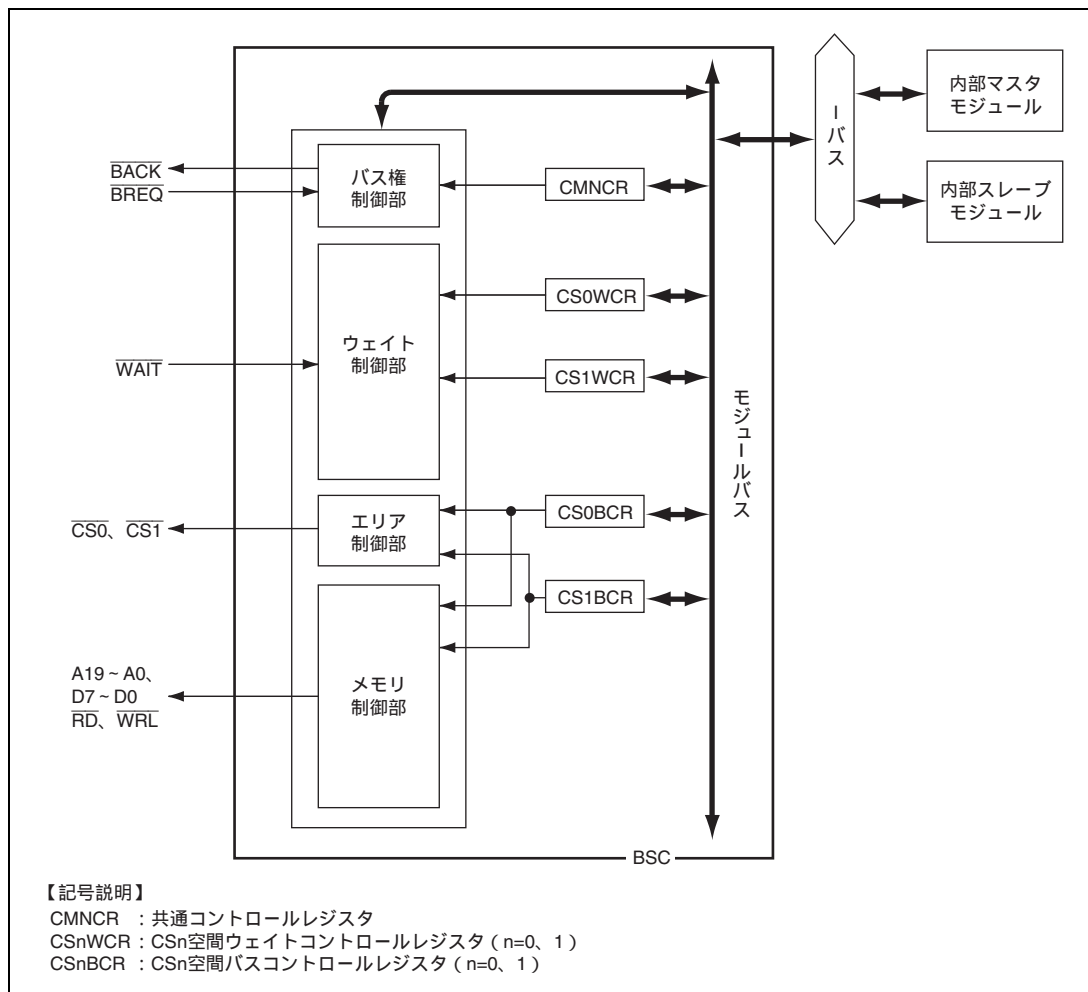 内部マスタ
モジュール
Iバス
BACK
BREQ
バス権
制御部
CMNCR
内部スレーブ
モジュール
CS0WCR
WAIT
ウェイト
制御部
CS1WCR
モジュールバス
CS0、CS1
エリア
制御部
CS0BCR
CS1BCR
A19～A0、
D7～D0
RD、WRL
メモリ
制御部
BSC
【記号説明】
CMNCR ：共通コントロールレジスタ
CSnWCR：CSn空間ウェイトコントロールレジスタ（n=0、1）
CSnBCR ：CSn空間バスコントロールレジスタ（n=0、1）